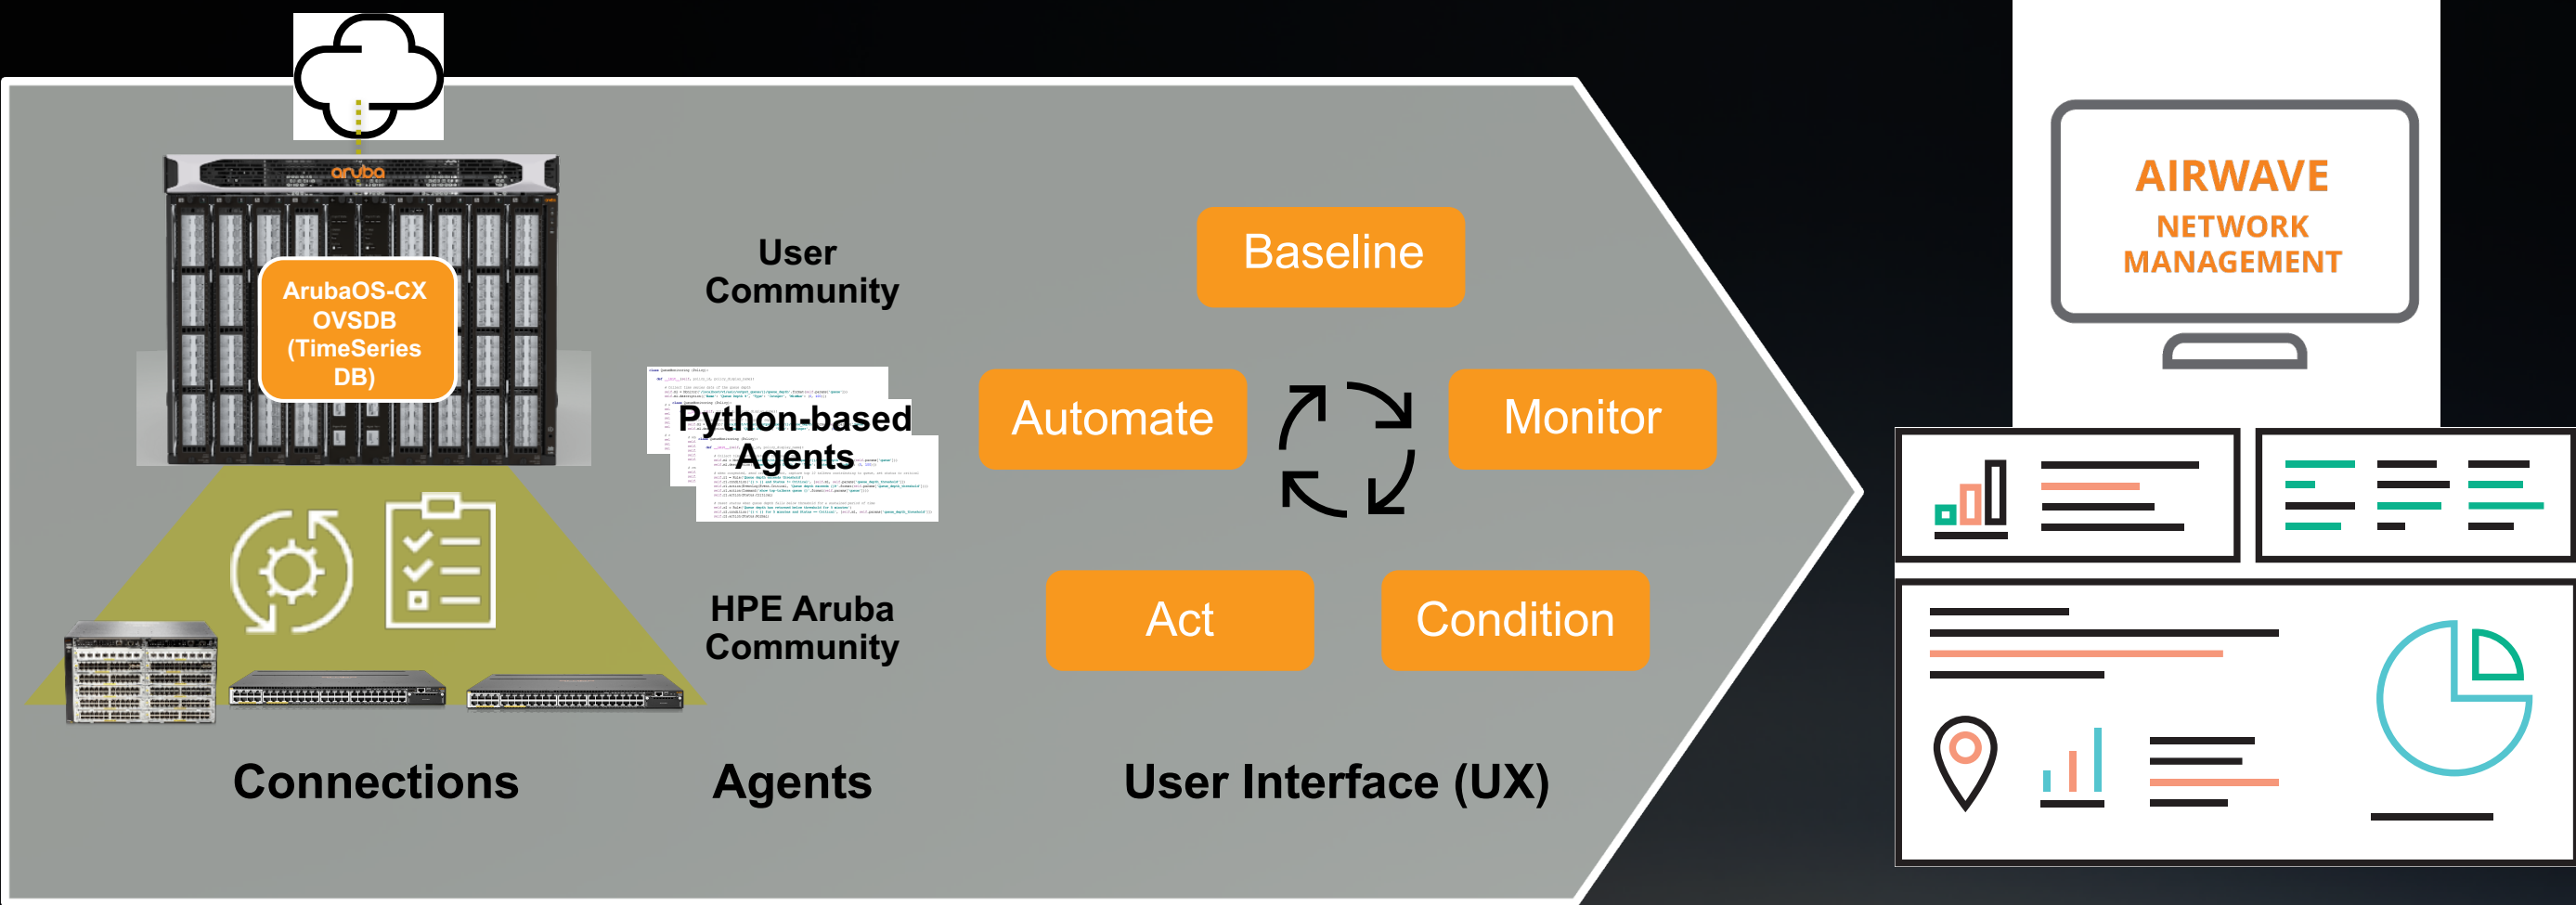 aruba
ArubaOS-CX
OVSDB
(TimeSeries
DB)
User
Community
Python-based
Agents
HPE Aruba
Community
Baseline
Automate
Monitor
Act
Condition
Connections
Agents
User Interface (UX)
AIRWAVE
NETWORK
MANAGEMENT